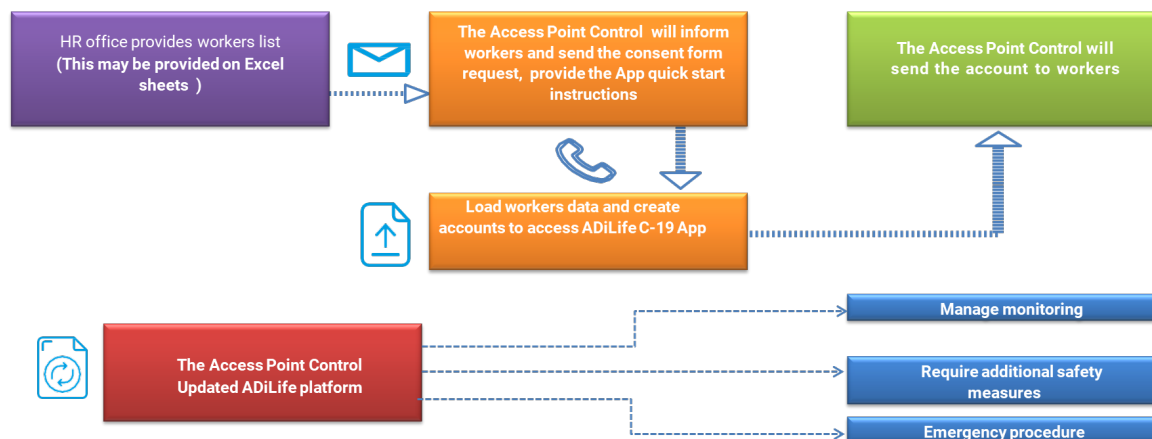 HR office provides workers list
(This may be provided on Excel
sheets )
The Access Point Control will inform
workers and send the consent form
request, provide the App quick start
instructions
The Access Point Control will
send the account to workers
Load workers data and create
accounts to access ADiLife C-19 App
The Access Point Control
Updated ADiLife platform
Manage monitoring
Require additional safety
measures
Emergency procedure